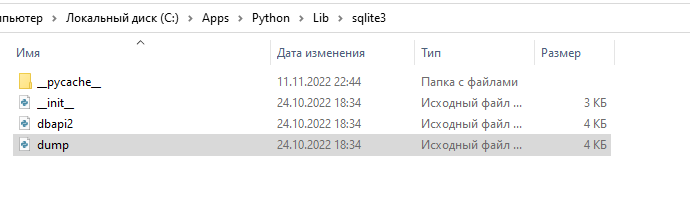 мпьютер > Локальный диск (C:) > Apps > Python > Lib > sqlite3
Имя Дата изменения Тип Размер
__pycache__ 11.11.2022 22:44 Папка с файлами
__init__ 24.10.2022 18:34 Исходный файл ... 3 КБ
dbapi2 24.10.2022 18:34 Исходный файл ... 4 КБ
dump 24.10.2022 18:34 Исходный файл ... 4 КБ